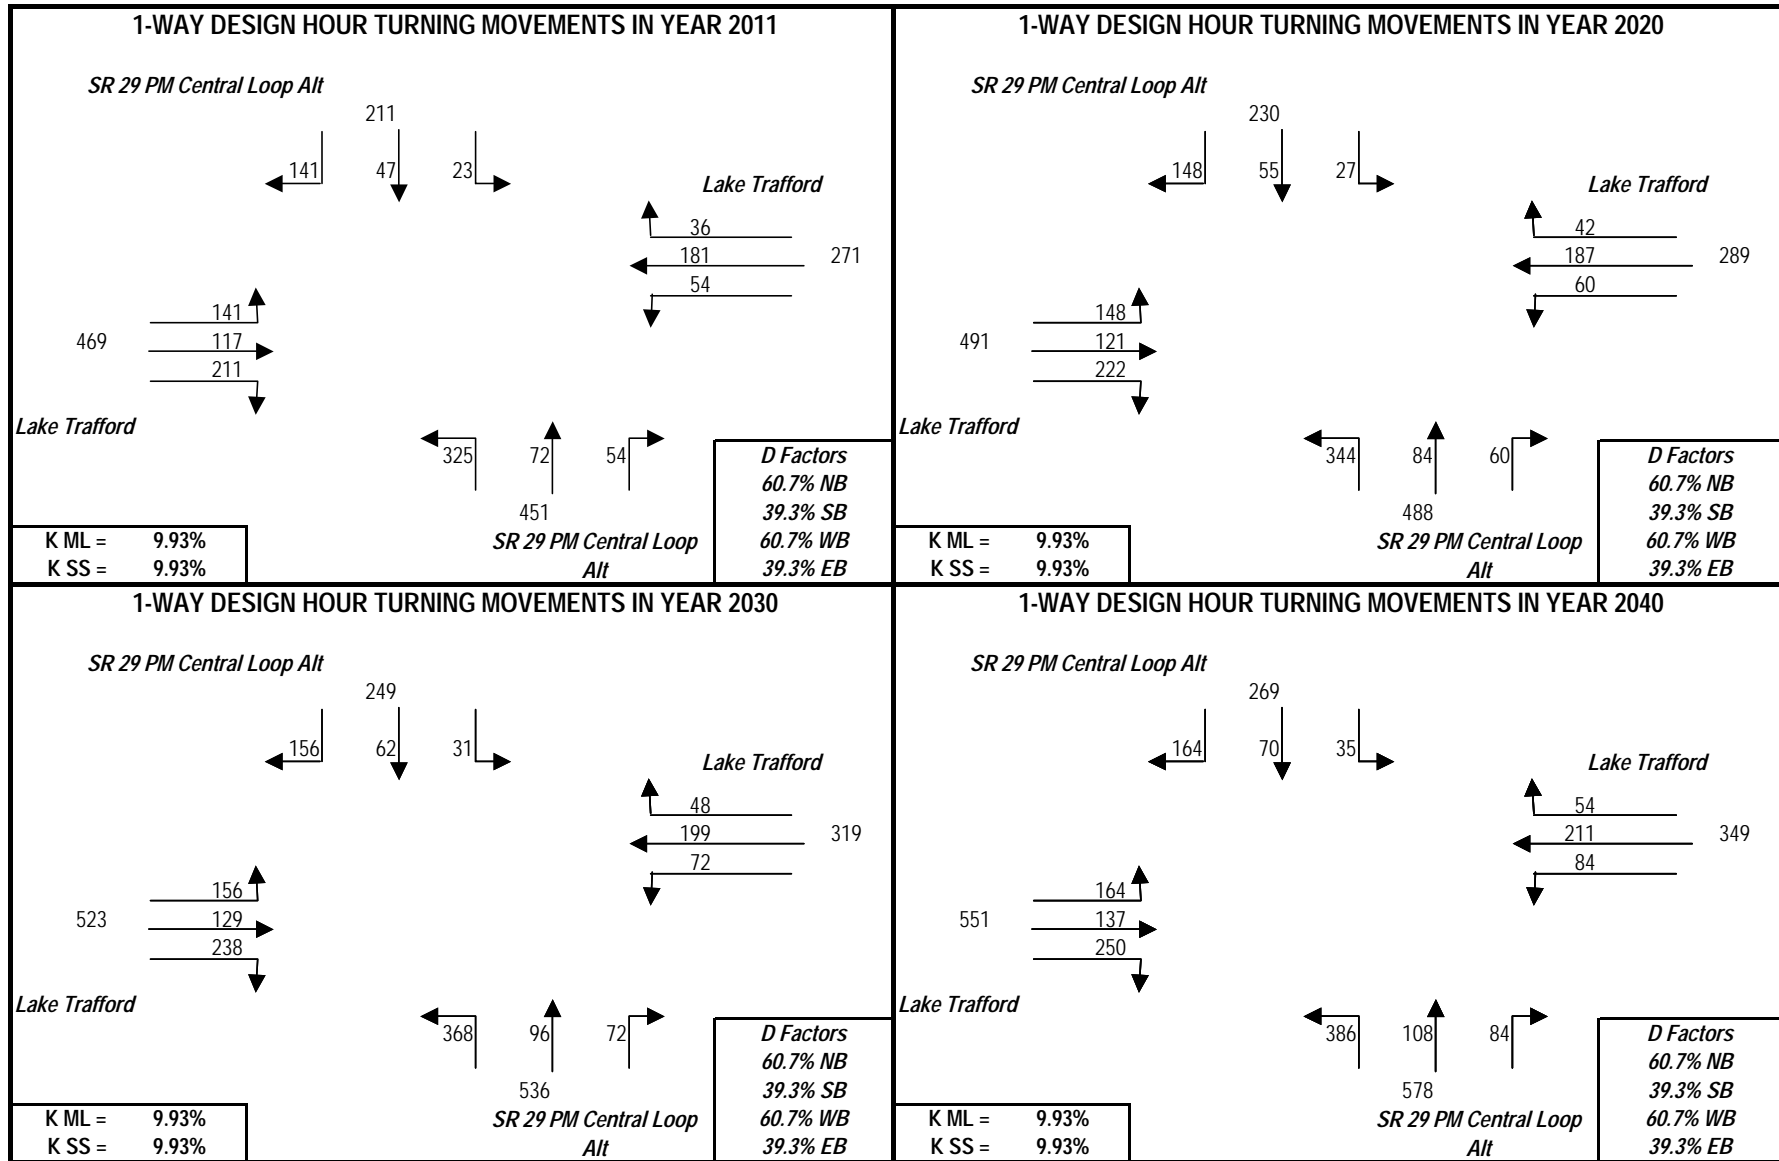 1-WAY DESIGN HOUR TURNING MOVEMENTS IN YEAR 2011
SR 29 PM Central Loop Alt
211
141 47 23
Lake Trafford
36
181 271
54
141
469 117
211
Lake Trafford
325 72 54
451
SR 29 PM Central Loop
Alt
D Factors
60.7% NB
39.3% SB
60.7% WB
39.3% EB
K ML = 9.93%
K SS = 9.93%
1-WAY DESIGN HOUR TURNING MOVEMENTS IN YEAR 2020
SR 29 PM Central Loop Alt
230
148 55 27
Lake Trafford
42
187 289
60
148
491 121
222
344 84 60
488
SR 29 PM Central Loop
Alt
D Factors
60.7% NB
39.3% SB
60.7% WB
39.3% EB
K ML = 9.93%
K SS = 9.93%
1-WAY DESIGN HOUR TURNING MOVEMENTS IN YEAR 2030
SR 29 PM Central Loop Alt
249
156 62 31
Lake Trafford
48
199 319
72
156
523 129
238
Lake Trafford
368 96 72
536
SR 29 PM Central Loop
Alt
D Factors
60.7% NB
39.3% SB
60.7% WB
39.3% EB
K ML = 9.93%
K SS = 9.93%
1-WAY DESIGN HOUR TURNING MOVEMENTS IN YEAR 2040
SR 29 PM Central Loop Alt
269
164 70 35
Lake Trafford
54
211 349
84
164
551 137
250
Lake Trafford
386 108 84
578
SR 29 PM Central Loop
Alt
D Factors
60.7% NB
39.3% SB
60.7% WB
39.3% EB
K ML = 9.93%
K SS = 9.93%